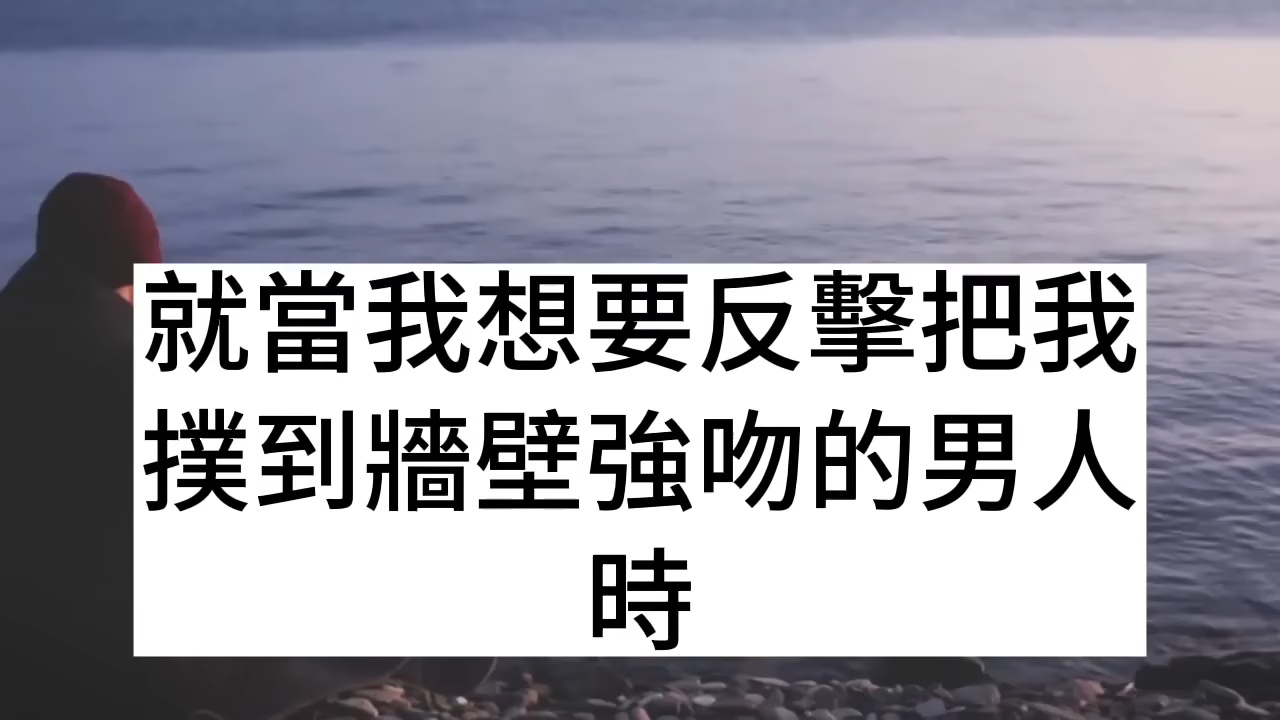 就當我想要反擊把我
撲到牆壁強吻的男人
時